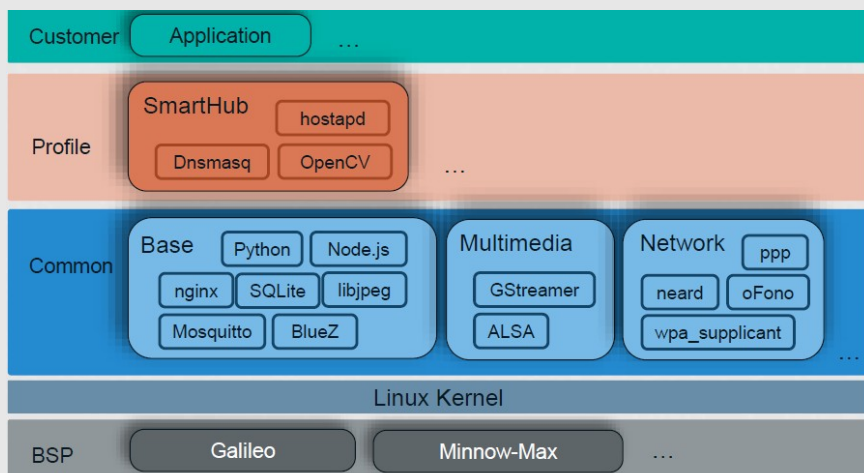 Customer
Application
...
Profile
SmartHub
hostapd
Dnsmasq
OpenCV
...
Common
Base
Python
Node.js
nginx
SQLite
libjpeg
Mosquitto
BlueZ
Multimedia
GStreamer
ALSA
Network
ppp
neard
oFono
wpa_supplicant
...
Linux Kernel
BSP
Galileo
Minnow-Max
...